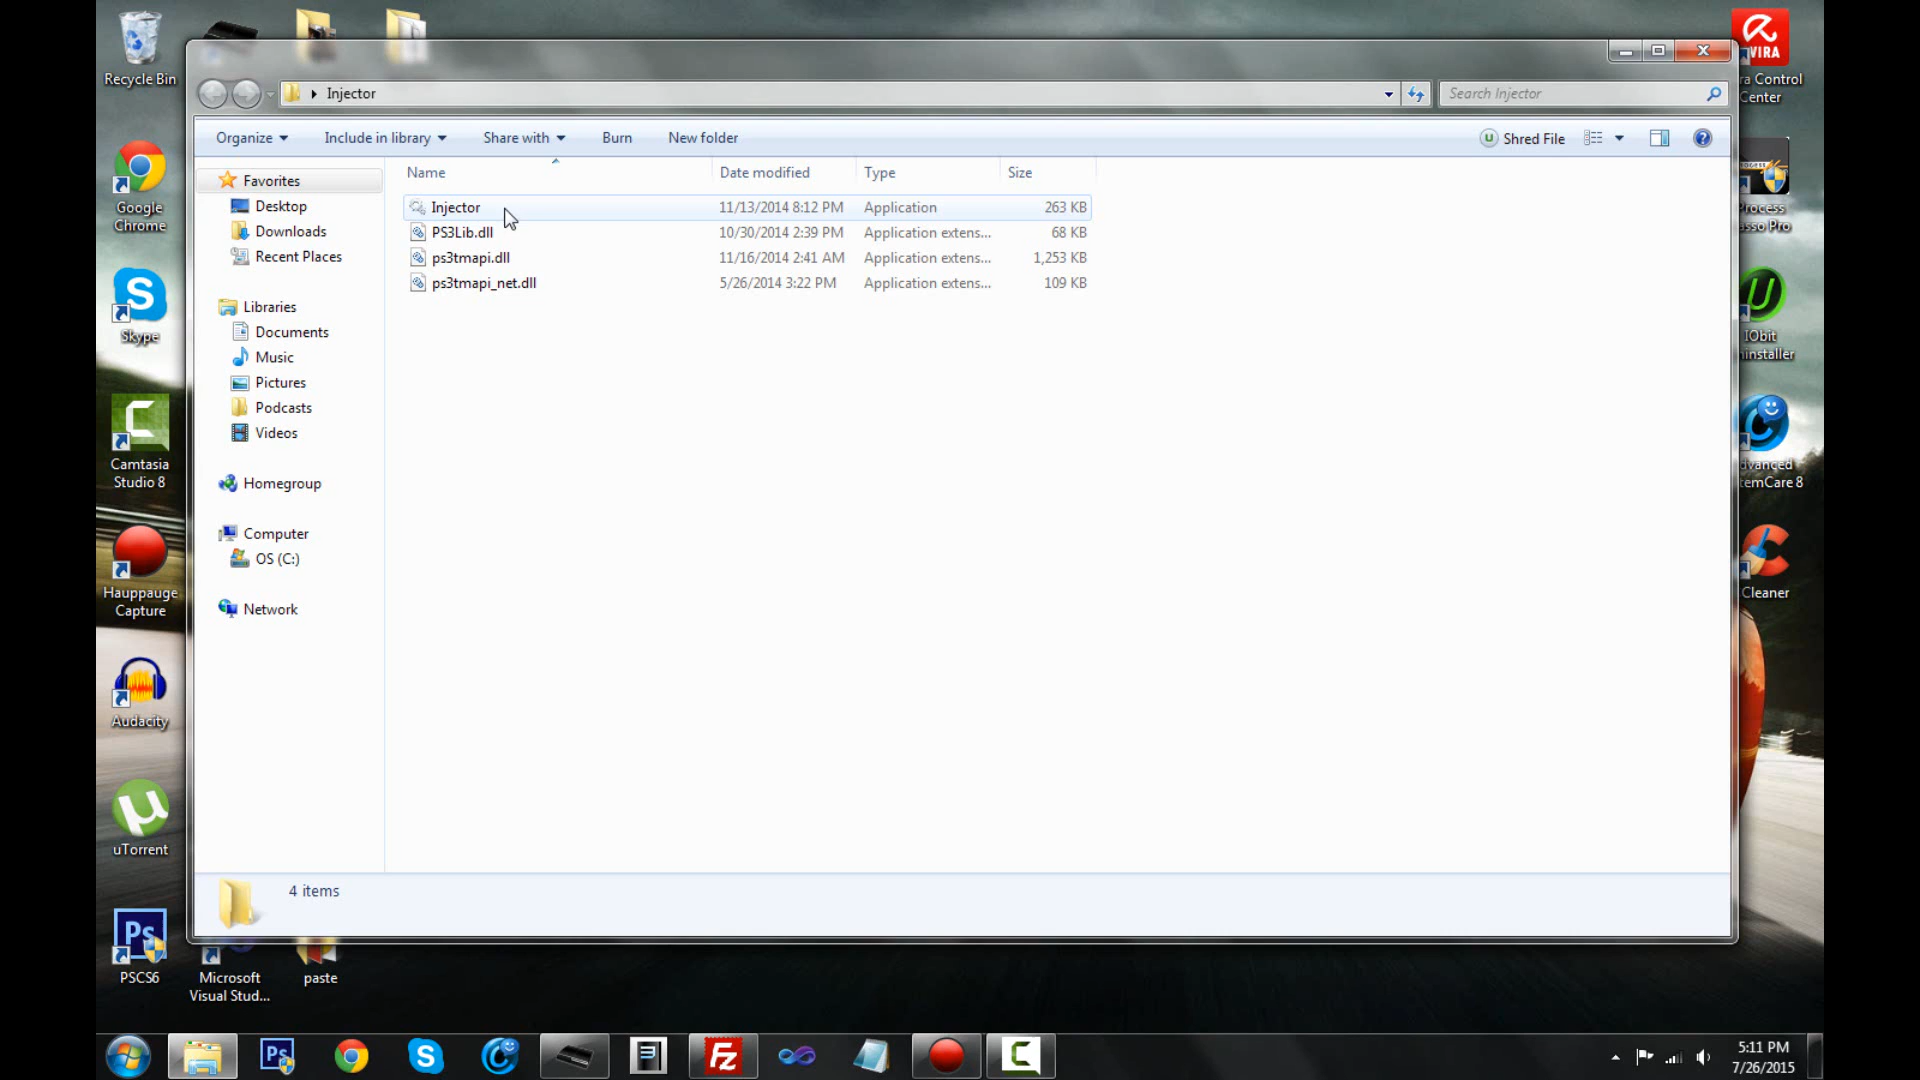 Recycle Bin
Google
Chrome
Skype
Camtasia
Studio 8
Hauppauge
Capture
Audacity
uTorrent
Ps
PSCS6
Microsoft
Visual Stud...
paste
Injector
Search Injector
Organize
Include in library
Share with
Burn
New folder
Shred File
Name
Date modified
Type
Size
Injector
11/13/2014 8:12 PM
Application
263 KB
PS3Lib.dll
10/30/2014 2:39 PM
Application extens...
68 KB
ps3tmapi.dll
11/16/2014 2:41 AM
Application extens...
1,253 KB
ps3tmapi_net.dll
5/26/2014 3:22 PM
Application extens...
109 KB
Favorites
Desktop
Downloads
Recent Places
Libraries
Documents
Music
Pictures
Podcasts
Videos
Homegroup
Computer
OS (C:)
Network
4 items
VIRA
ra Control
Center
Process
asso Pro
IObit
ninstaller
dvanced
temCare 8
Cleaner
Ps
Fz
5:11 PM
7/26/2015